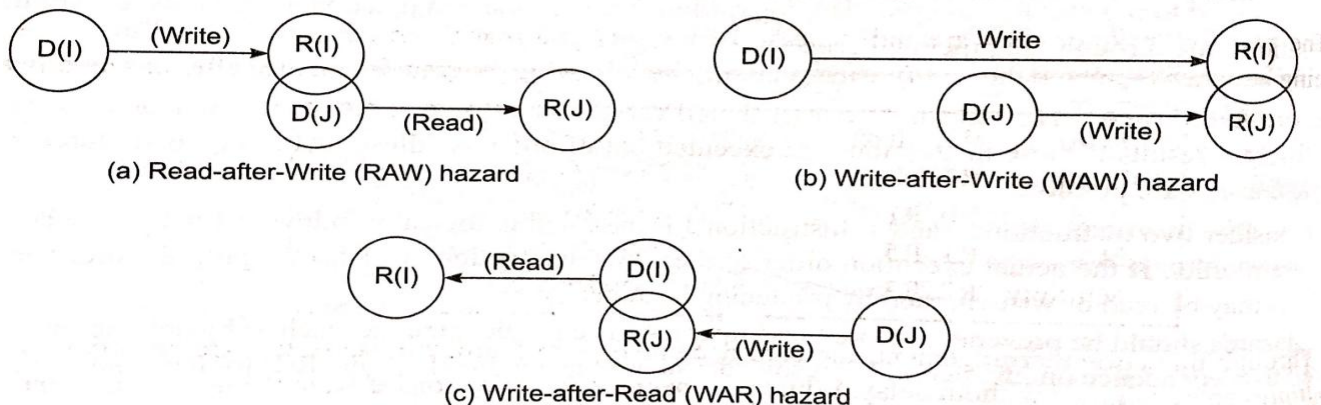 D(I) (Write) R(I)
D(J) (Read) R(J)
(a) Read-after-Write (RAW) hazard
D(I) Write R(I)
D(J) (Write) R(J)
(b) Write-after-Write (WAW) hazard
R(I) (Read) D(I)
R(J) (Write) D(J)
(c) Write-after-Read (WAR) hazard